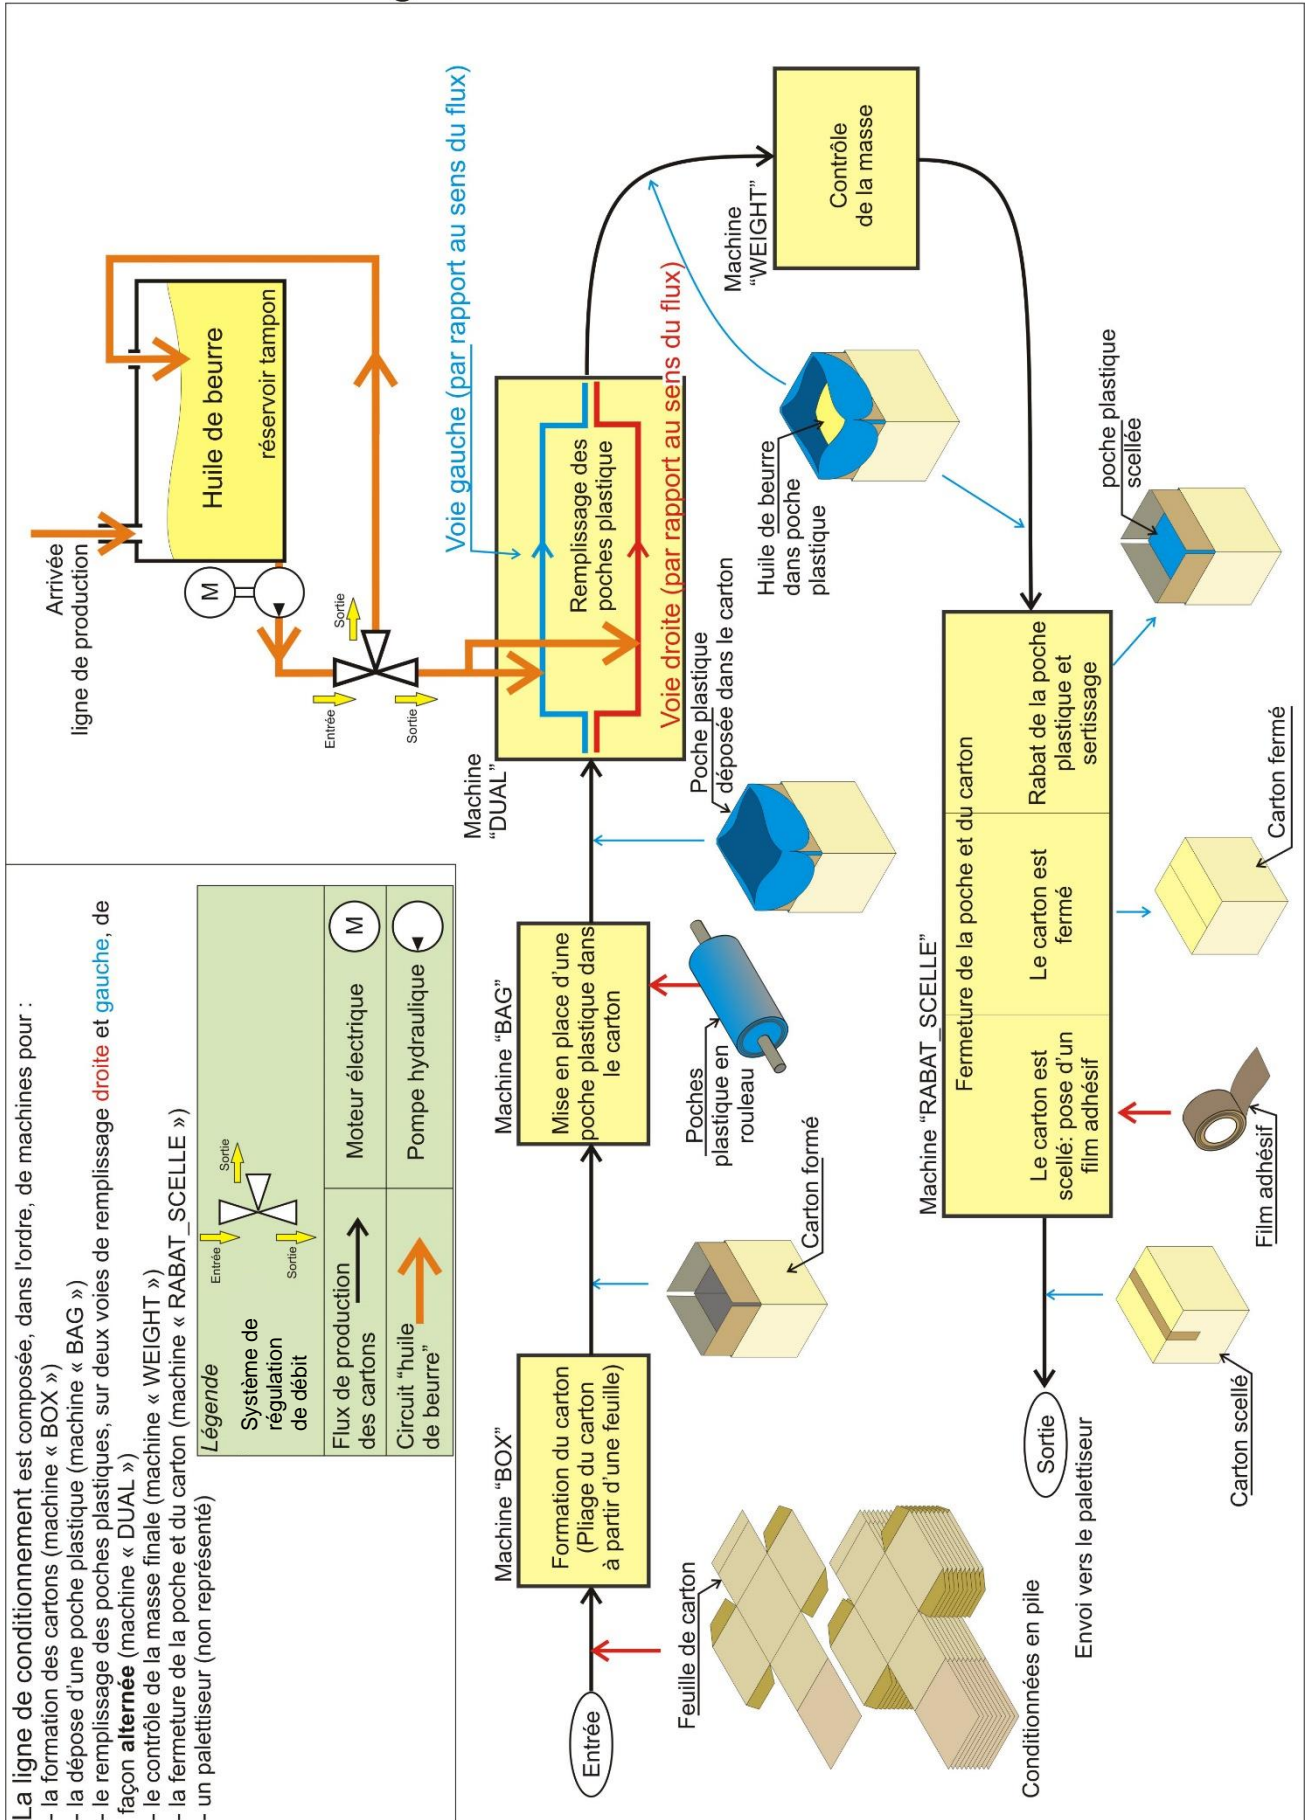 La ligne de conditionnement est composée, dans l'ordre, de machines pour :
- la formation des cartons (machine « BOX »)
- la dépose d'une poche plastique (machine « BAG »)
- le remplissage des poches plastiques, sur deux voies de remplissage droite et gauche, de
façon alternée (machine « DUAL »)
- le contrôle de la masse finale (machine « WEIGHT »)
- la fermeture de la poche et du carton (machine « RABAT_SCELLE »)
- un palettiseur (non représenté)
Légende
Système de
régulation
de débit
Entrée
Sortie
Sortie
Flux de production
des cartons
Moteur électrique
M
Circuit “huile
de beurre”
Pompe hydraulique
Arrivée
ligne de production
Huile de beurre
réservoir tampon
M
Entrée
Sortie
Sortie
Voie gauche (par rapport au sens du flux)
Machine
“DUAL”
Remplissage des
poches plastique
Voie droite (par rapport au sens du flux)
Machine “BOX”
Formation du carton
(Pliage du carton
à partir d'une feuille)
Machine “BAG”
Mise en place d'une
poche plastique dans
le carton
Entrée
Feuille de carton
Conditionnées en pile
Carton formé
Poches
plastique en
rouleau
Poche plastique
déposée dans le carton
Huile de beurre
dans poche
plastique
Machine
“WEIGHT”
Contrôle
de la masse
Machine “RABAT_SCELLE”
Fermeture de la poche et du carton
Le carton est
scellé: pose d'un
film adhésif
Le carton est
fermé
Rabat de la poche
plastique et
sertissage
poche plastique
scellée
Carton fermé
Film adhésif
Carton scellé
Sortie
Envoi vers le palettiseur